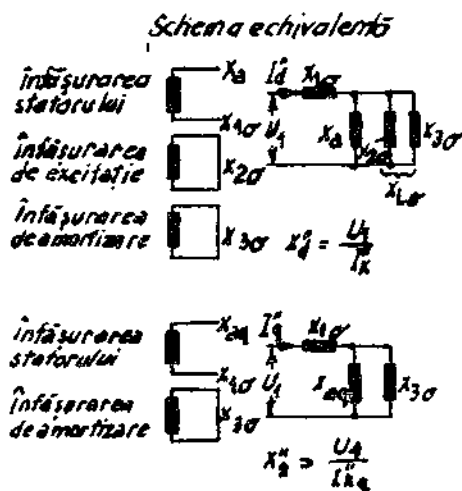 Schema echivalentă
Înfășurarea
statorului
Xa
X1σ
Înfășurarea
de excitație
X2σ
Înfășurarea
de amortizare
X3σ
I"d X1σ
U1
Xa X2σ X3σ
XLσ
X"d = U1 / I"K
Înfășurarea
statorului
Xaq
X1σ
Înfășurarea
de amortizare
X3σ
I"q X1σ
U1
Xaq X3σ
X"q = U1 / I"Kq